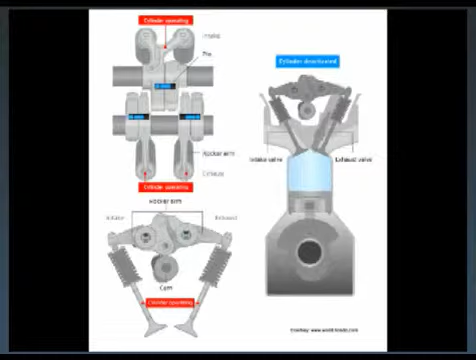 Cylinder operating
Intake
Pin
Rocker arm
Exhaust
Cylinder operating
Rocker arm
Intake
Exhaust
Cam
Cylinder operating
Cylinder deactivated
Intake valve
Exhaust valve